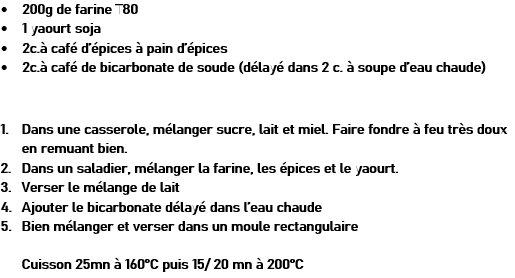 • 200g de farine T80
• 1 yaourt soja
• 2c.à café d'épices à pain d'épices
• 2c.à café de bicarbonate de soude (délayé dans 2 c. à soupe d'eau chaude)
1. Dans une casserole, mélanger sucre, lait et miel. Faire fondre à feu très doux
en remuant bien.
2. Dans un saladier, mélanger la farine, les épices et le yaourt.
3. Verser le mélange de lait
4. Ajouter le bicarbonate délayé dans l'eau chaude
5. Bien mélanger et verser dans un moule rectangulaire
Cuisson 25mn à 160°C puis 15/ 20 mn à 200°C